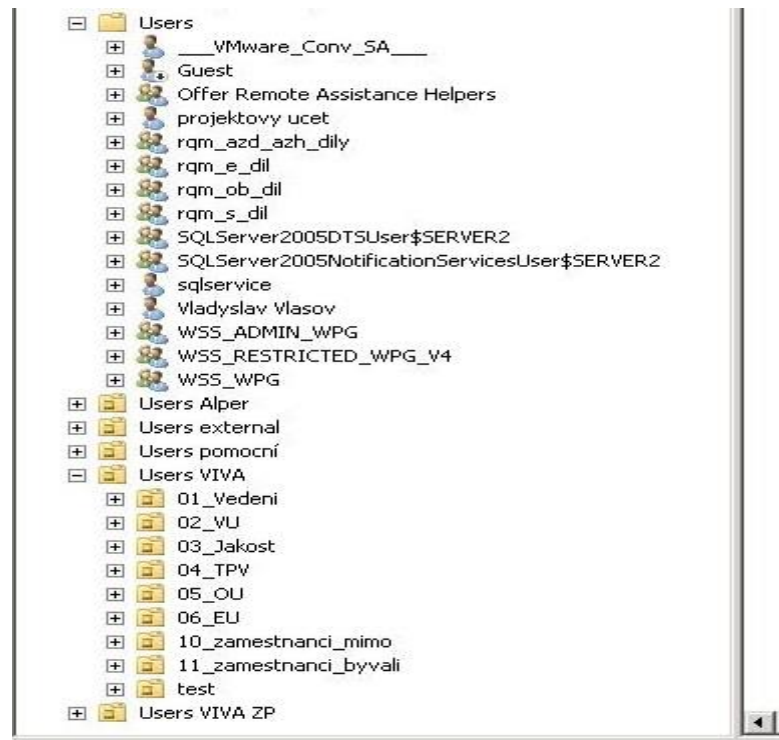 Users
___VMware_Conv_SA___
Guest
Offer Remote Assistance Helpers
projektovy ucet
rqm_azd_azh_dily
rqm_e_dil
rqm_ob_dil
rqm_s_dil
SQLServer2005DTSUser$SERVER2
SQLServer2005NotificationServicesUser$SERVER2
sqlservice
Vladyslav Vlasov
WSS_ADMIN_WPG
WSS_RESTRICTED_WPG_V4
WSS_WPG
Users Alper
Users external
Users pomocní
Users VIVA
01_Vedeni
02_VU
03_Jakost
04_TPV
05_OU
06_EU
10_zamestnanci_mimo
11_zamestnanci_byvali
test
Users VIVA ZP